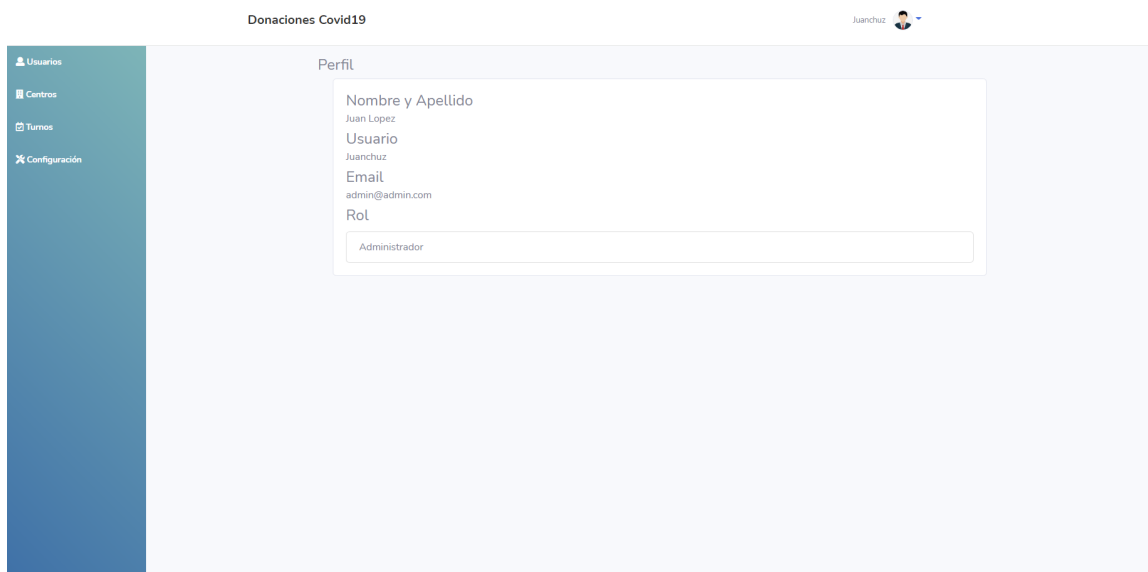 Donaciones Covid19
Juanchuz
Usuarios
Centros
Turnos
Configuración
Perfil
Nombre y Apellido
Juan Lopez
Usuario
Juanchuz
Email
admin@admin.com
Rol
Administrador